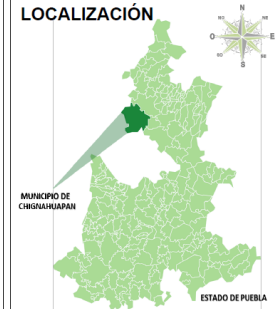 LOCALIZACIÓN
N
O
E
S
MUNICIPIO DE
CHIGNAHUAPAN
ESTADO DE PUEBLA